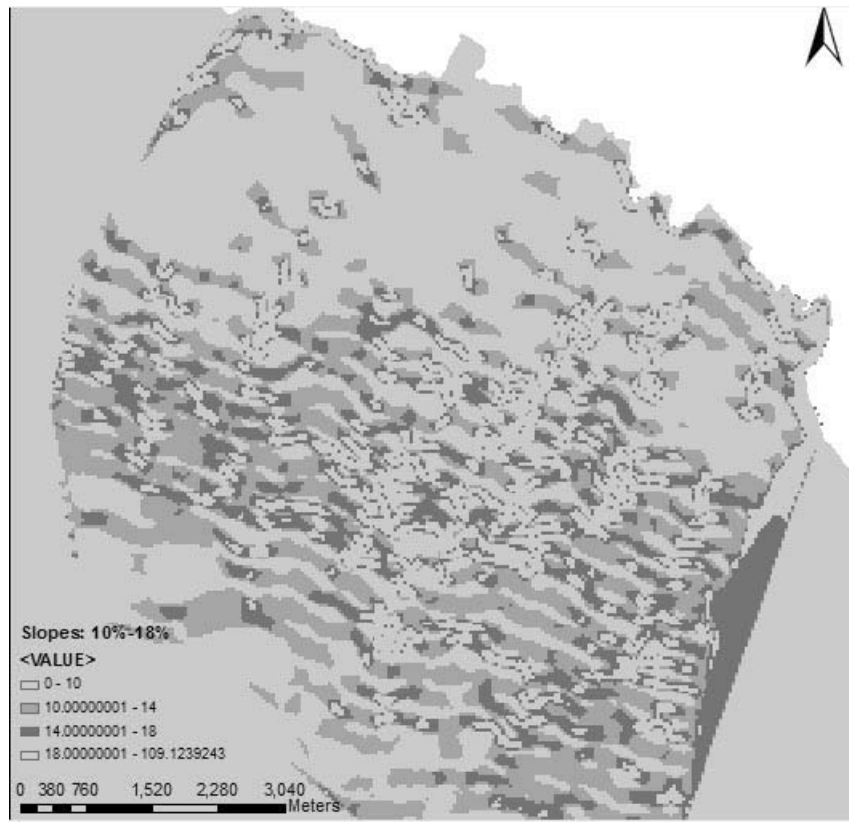 Slopes: 10%-18%
<VALUE>
0 - 10
10.00000001 - 14
14.00000001 - 18
18.00000001 - 109.1239243
0 380 760 1,520 2,280 3,040
Meters